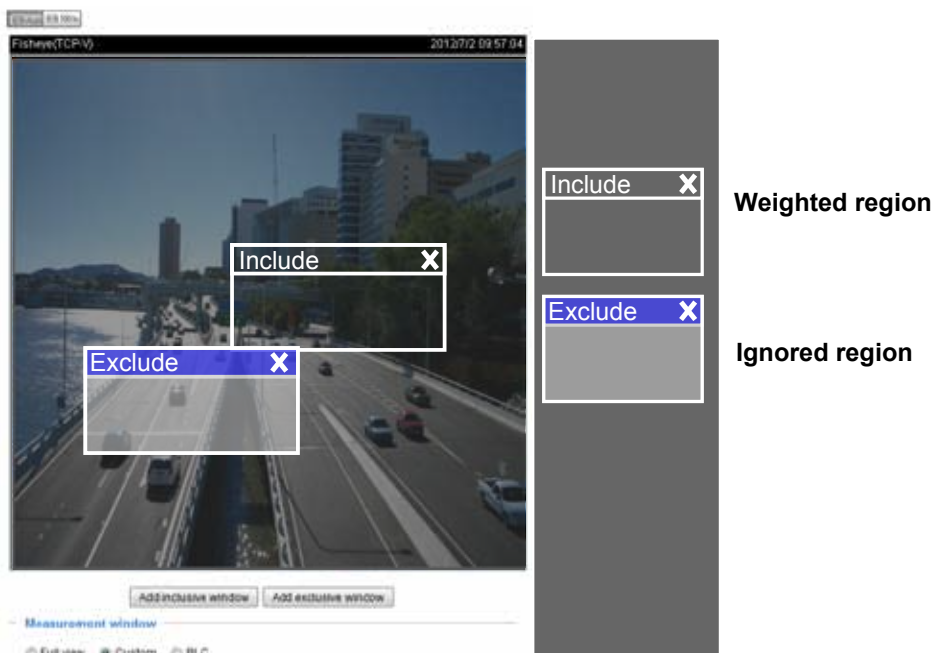 Fisheye(TCP-V) 2012/7/2 09:57:04
Include
Exclude
Include
Weighted region
Exclude
Ignored region
Add inclusive window Add exclusive window
Measurement window
Full view Custom BLC